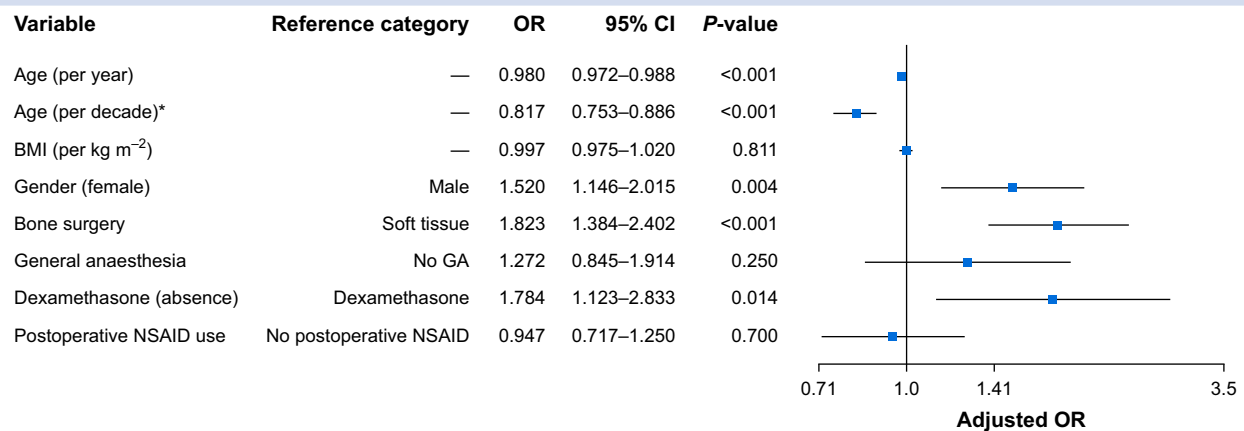 Variable Reference category OR 95% CI P-value
Age (per year) — 0.980 0.972–0.988 <0.001
Age (per decade)* — 0.817 0.753–0.886 <0.001
BMI (per kg m–2) — 0.997 0.975–1.020 0.811
Gender (female) Male 1.520 1.146–2.015 0.004
Bone surgery Soft tissue 1.823 1.384–2.402 <0.001
General anaesthesia No GA 1.272 0.845–1.914 0.250
Dexamethasone (absence) Dexamethasone 1.784 1.123–2.833 0.014
Postoperative NSAID use No postoperative NSAID 0.947 0.717–1.250 0.700
0.71 1.0 1.41 3.5
Adjusted OR